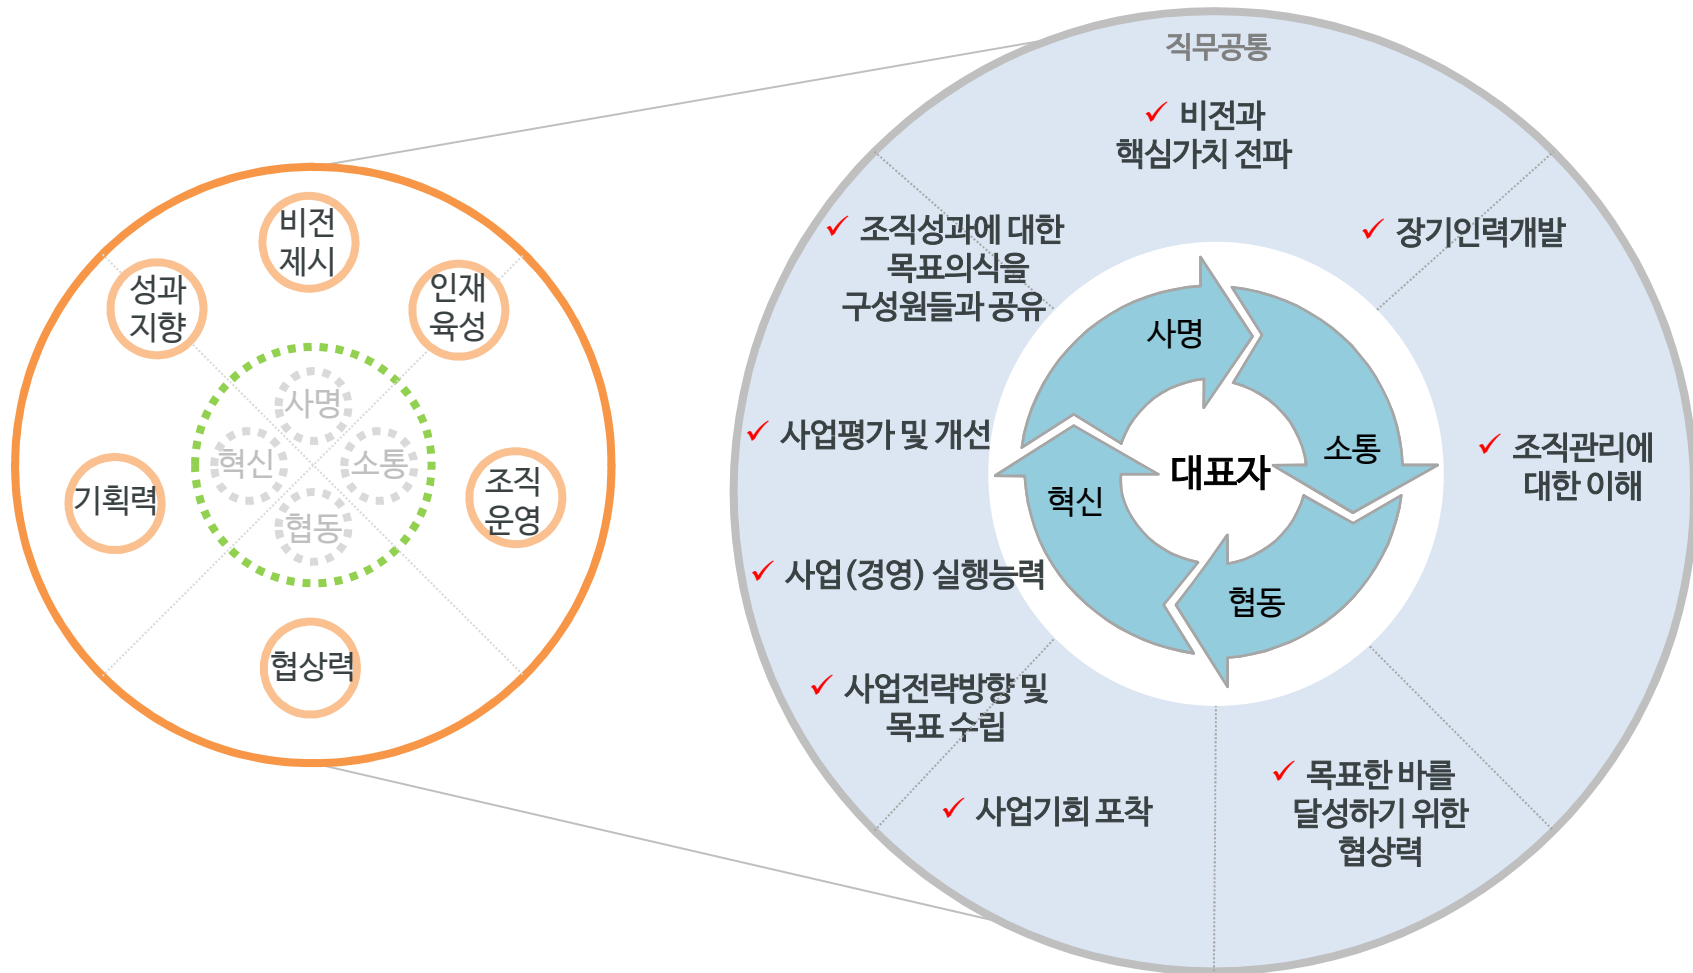 비전
제시
성과
지향
인재
육성
사명
혁신
소통
협동
기획력
조직
운영
협상력
직무공통
✓ 비전과
핵심가치 전파
✓ 조직성과에 대한
목표의식을
구성원들과 공유
✓ 장기인력개발
사명
✓ 사업평가 및 개선
소통
✓ 조직관리에
대한 이해
대표자
혁신
✓ 사업(경영) 실행능력
협동
✓ 사업전략방향 및
목표 수립
✓ 사업기회 포착
✓ 목표한 바를
달성하기 위한
협상력